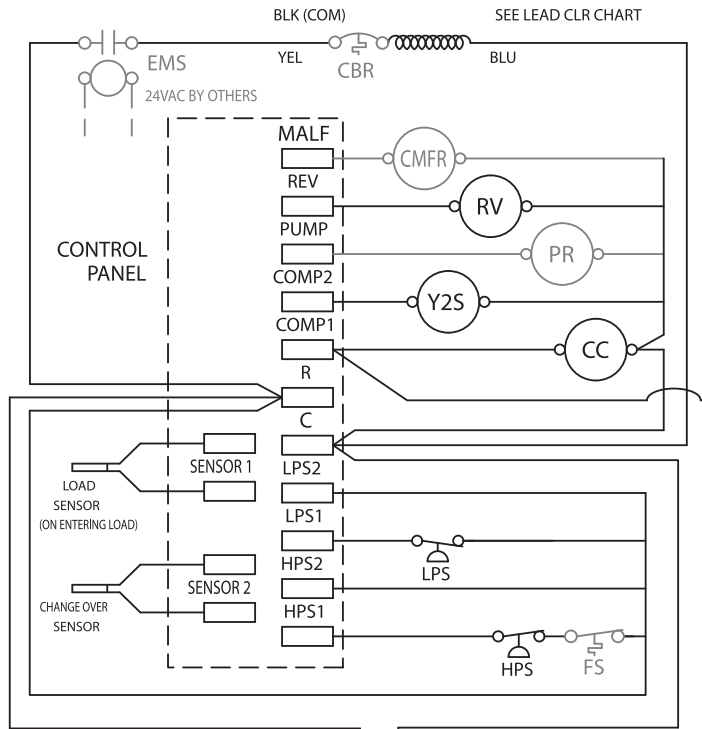 BLK (COM)
SEE LEAD CLR CHART
YEL
CBR
BLU
EMS
24VAC BY OTHERS
CONTROL
PANEL
MALF
CMFR
REV
RV
PUMP
PR
COMP2
Y2S
COMP1
CC
R
C
SENSOR 1
LOAD
SENSOR
(ON ENTERING LOAD)
LPS2
LPS1
LPS
HPS2
SENSOR 2
CHANGE OVER
SENSOR
HPS1
HPS
FS